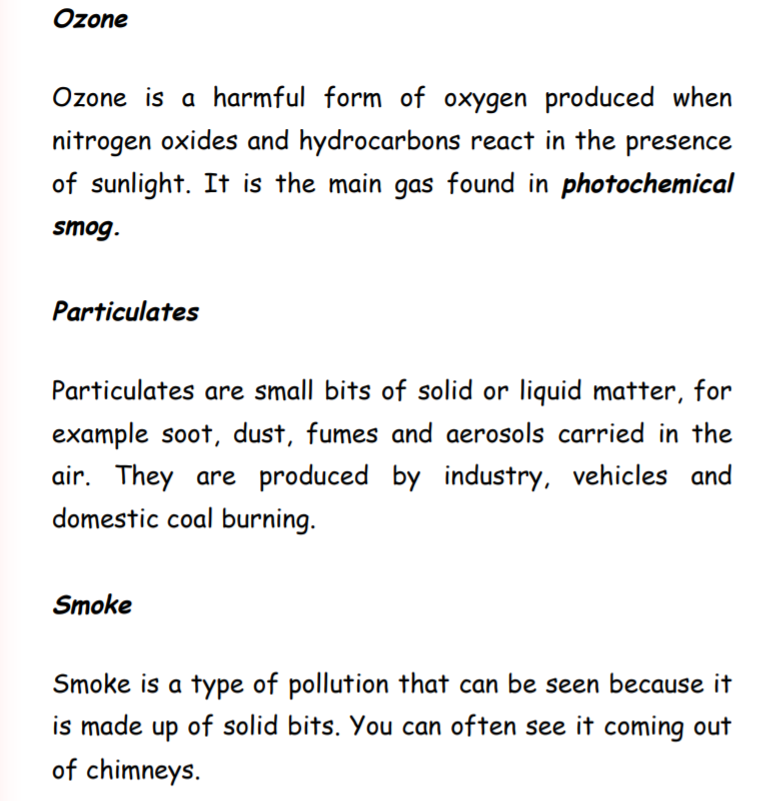 Ozone
Ozone is a harmful form of oxygen produced when
nitrogen oxides and hydrocarbons react in the presence
of sunlight. It is the main gas found in photochemical
smog.
Particulates
Particulates are small bits of solid or liquid matter, for
example soot, dust, fumes and aerosols carried in the
air. They are produced by industry, vehicles and
domestic coal burning.
Smoke
Smoke is a type of pollution that can be seen because it
is made up of solid bits. You can often see it coming out
of chimneys.